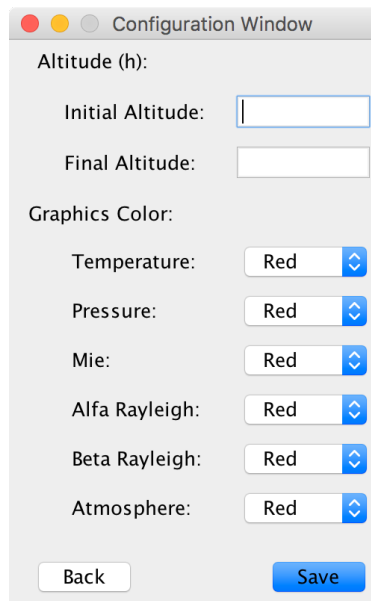 Configuration Window
Altitude (h):
Initial Altitude:
Final Altitude:
Graphics Color:
Temperature: Red
Pressure: Red
Mie: Red
Alfa Rayleigh: Red
Beta Rayleigh: Red
Atmosphere: Red
Back Save